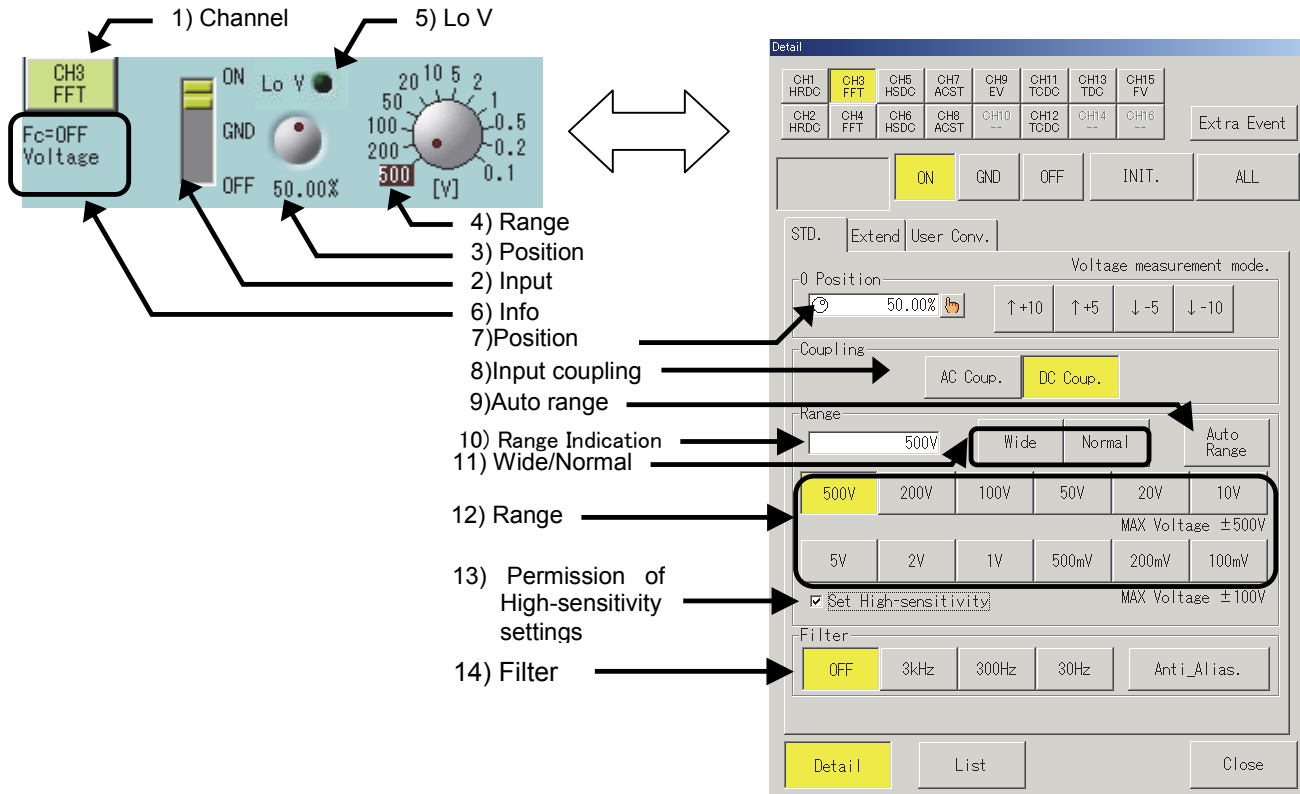 1) Channel
5) Lo V
CH3
FFT
Fc=OFF
Voltage
ON
GND
OFF
Lo V
50.00%
500
200
100
50
20
10
5
2
1
0.5
0.2
0.1
[V]
4) Range
3) Position
2) Input
6) Info
7)Position
8)Input coupling
9)Auto range
10) Range Indication
11) Wide/Normal
12) Range
13) Permission of
High-sensitivity
settings
14) Filter
Detail
CH1 HRDC
CH3 FFT
CH5 HSDC
CH7 ACST
CH9 EV
CH11 TCDC
CH13 TDC
CH15 FV
CH2 HRDC
CH4 FFT
CH6 HSDC
CH8 ACST
CH10 --
CH12 TCDC
CH14 --
CH16 --
Extra Event
ON GND OFF INIT. ALL
STD. Extend User Conv.
Voltage measurement mode.
0 Position
50.00% ↑+10 ↑+5 ↓-5 ↓-10
Coupling
AC Coup. DC Coup.
Range
500V Wide Normal Auto Range
500V 200V 100V 50V 20V 10V
MAX Voltage ±500V
5V 2V 1V 500mV 200mV 100mV
Set High-sensitivity MAX Voltage ±100V
Filter
OFF 3kHz 300Hz 30Hz Anti_Alias.
Detail List Close